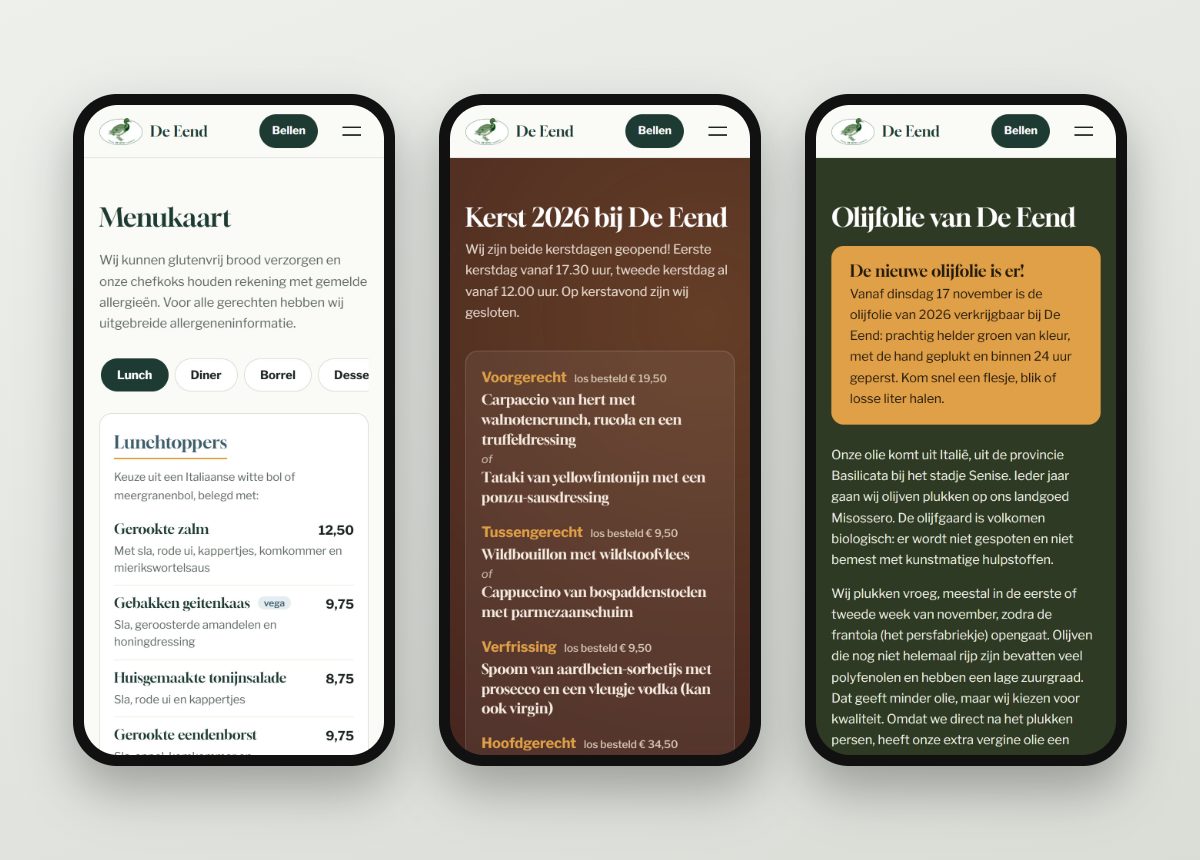 De Eend
Bellen
Menukaart
Wij kunnen glutenvrij brood verzorgen en
onze chefkoks houden rekening met gemelde
allergieën. Voor alle gerechten hebben wij
uitgebreide allergeneninformatie.
Lunch
Diner
Borrel
Desse
Lunchtoppers
Keuze uit een Italiaanse witte bol of
meergranenbol, belegd met:
Gerookte zalm 12,50
Met sla, rode ui, kappertjes, komkommer en
mierikswortelsaus
Gebakken geitenkaas vega 9,75
Sla, geroosterde amandelen en
honingdressing
Huisgemaakte tonijnsalade 8,75
Sla, rode ui en kappertjes
Gerookte eendenborst 9,75
De Eend
Bellen
Kerst 2026 bij De Eend
Wij zijn beide kerstdagen geopend! Eerste
kerstdag vanaf 17.30 uur, tweede kerstdag al
vanaf 12.00 uur. Op kerstavond zijn wij
gesloten.
Voorgerecht los besteld € 19,50
Carpaccio van hert met
walnotencrunch, rucola en een
truffeldressing
of
Tataki van yellowfintonijn met een
ponzu-sausdressing
Tussengerecht los besteld € 9,50
Wildbouillon met wildstoofvlees
of
Cappuccino van bospaddenstoelen
met parmezaanschuim
Verfrissing los besteld € 9,50
Spoom van aardbeien-sorbetijs met
prosecco en een vleugje vodka (kan
ook virgin)
Hoofdgerecht los besteld € 34,50
De Eend
Bellen
Olijfolie van De Eend
De nieuwe olijfolie is er!
Vanaf dinsdag 17 november is de
olijfolie van 2026 verkrijgbaar bij De
Eend: prachtig helder groen van kleur,
met de hand geplukt en binnen 24 uur
geperst. Kom snel een flesje, blik of
losse liter halen.
Onze olie komt uit Italië, uit de provincie
Basilicata bij het stadje Senise. Ieder jaar
gaan wij olijven plukken op ons landgoed
Misossero. De olijfgaard is volkomen
biologisch: er wordt niet gespoten en niet
bemest met kunstmatige hulpstoffen.
Wij plukken vroeg, meestal in de eerste of
tweede week van november, zodra de
frantoia (het persfabriekje) opengaat. Olijven
die nog niet helemaal rijp zijn bevatten veel
polyfenolen en hebben een lage zuurgraad.
Dat geeft minder olie, maar wij kiezen voor
kwaliteit. Omdat we direct na het plukken
persen, heeft onze extra vergine olie een